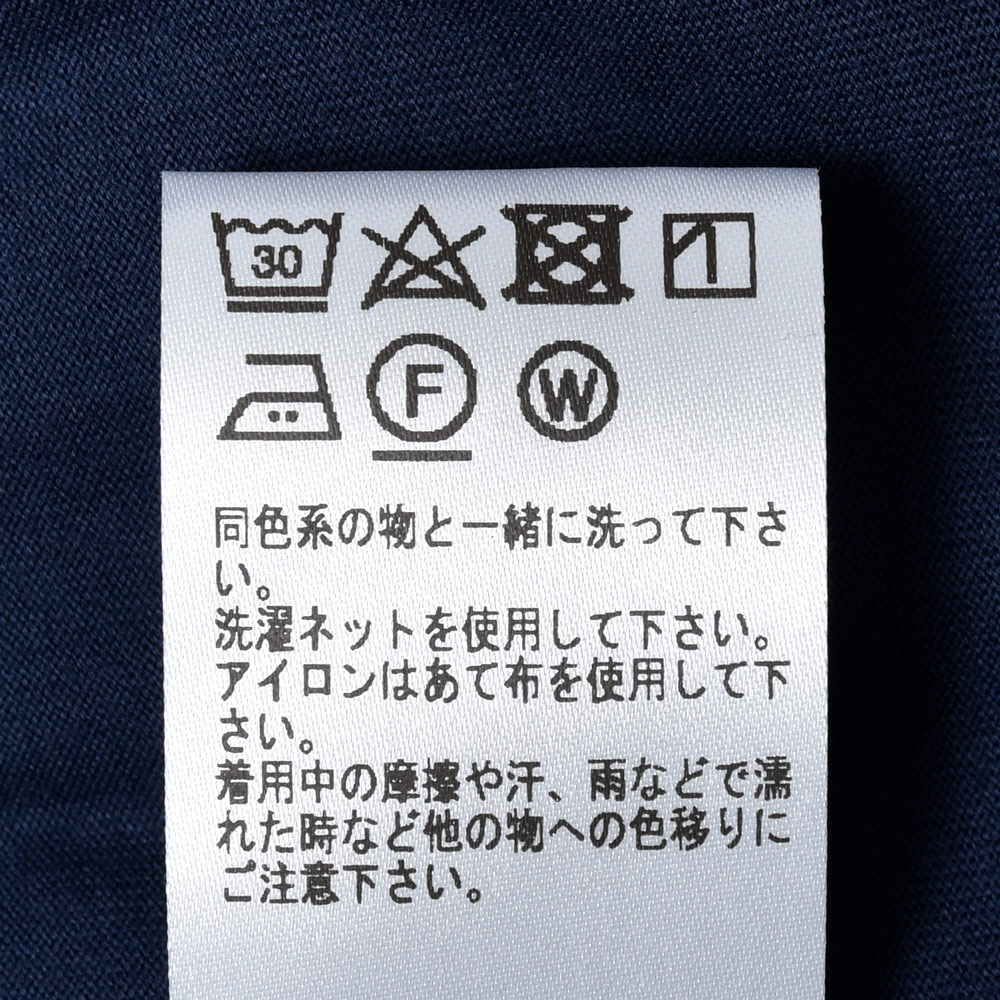 30
F W
同色系の物と一緒に洗って下さ
い。
洗濯ネットを使用して下さい。
アイロンはあて布を使用して下
さい。
着用中の摩擦や汗、雨などで濡
れた時など他の物への色移りに
ご注意下さい。